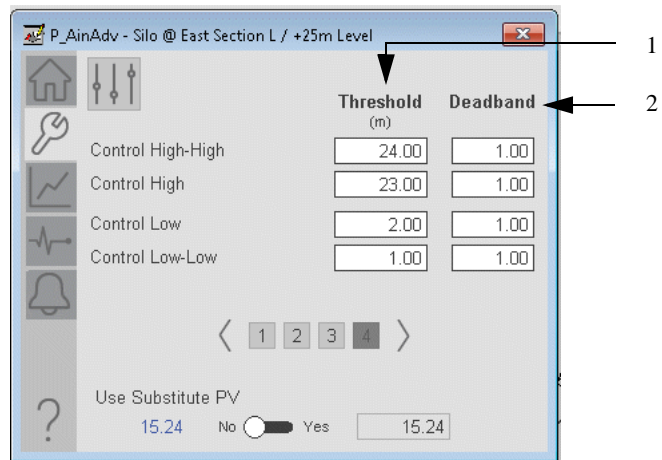 P_AinAdv - Silo @ East Section L / +25m Level
1
Threshold Deadband
2
(m)
Control High-High 24.00 1.00
Control High 23.00 1.00
Control Low 2.00 1.00
Control Low-Low 1.00 1.00
1 2 3 4
Use Substitute PV
15.24 No Yes 15.24
?